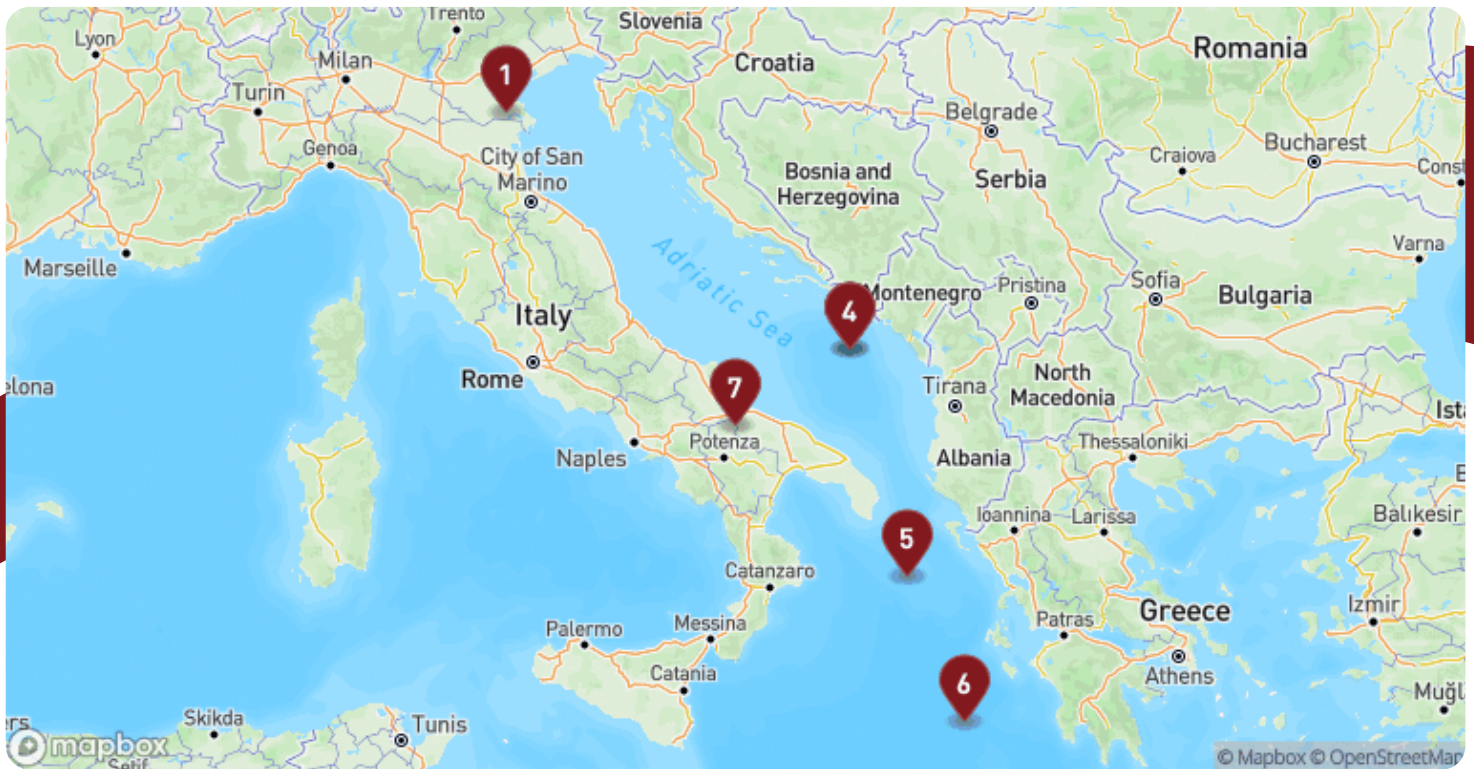 Trento
Slovenia
Lyon
Milan
Croatia
Romania
1
Turin
Belgrade
Genoa
City of San
Marino
Bosnia and
Herzegovina
Serbia
Craiova
Bucharest
Const
Marseille
Adriatic Sea
Varna
Montenegro
Pristina
Sofia
Bulgaria
4
Italy
Rome
elona
7
Tirana
North
Macedonia
Ista
Potenza
Naples
Albania
Thessaloniki
5
Ioannina
Larissa
Balıkesir
Catanzaro
Izmir
Greece
Patras
Palermo
Messina
Athens
Catania
6
Muğl
Skikda
Tunis
ers
mapbox
Setif
© Mapbox © OpenStreetMap